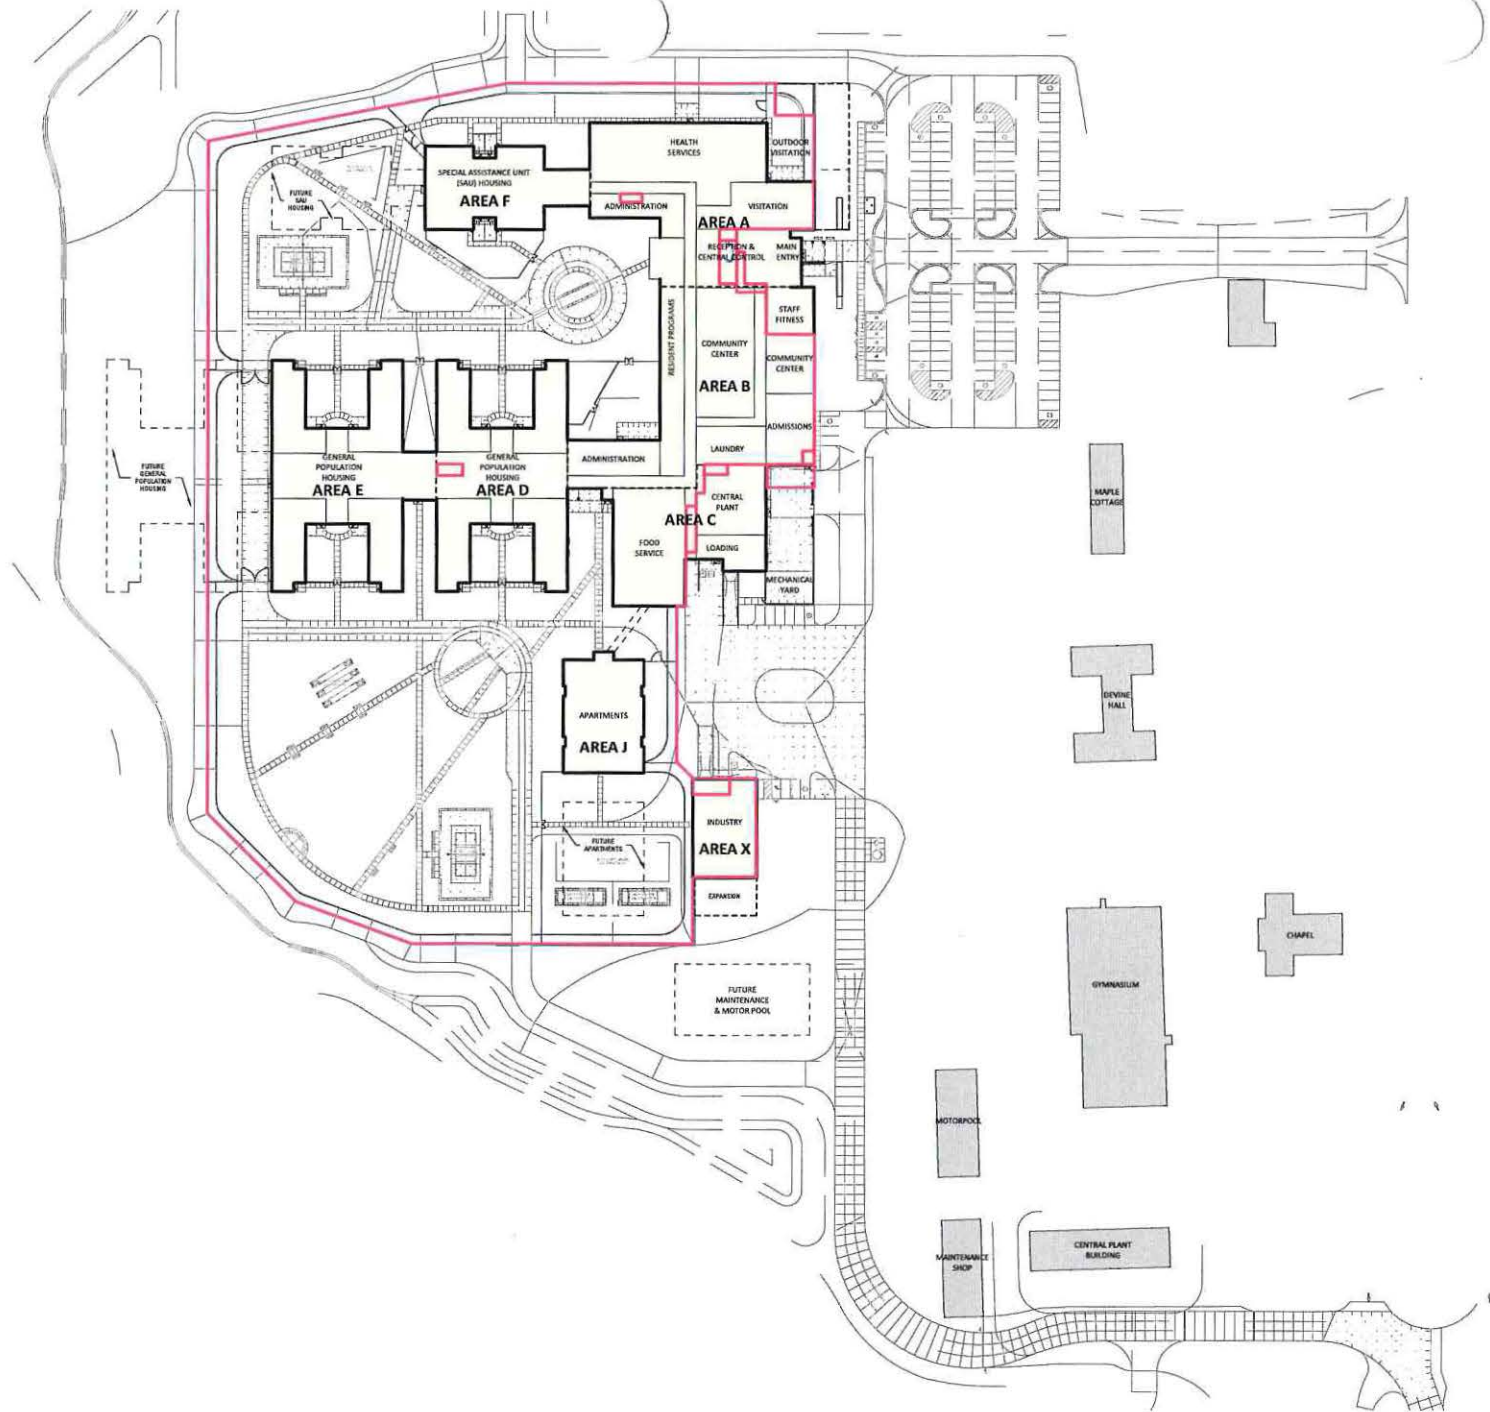 HEALTH
SERVICES
OUTDOOR
VISITATION
SPECIAL ASSISTANCE UNIT
(SAU) HOUSING
AREA F
FUTURE
SAU
HOUSING
ADMINISTRATION
VISITATION
AREA A
RECEPTION &
CENTRAL CONTROL
MAIN
ENTRY
STAFF
FITNESS
RESIDENT PROGRAMS
COMMUNITY
CENTER
AREA B
COMMUNITY
CENTER
ADMISSIONS
LAUNDRY
ADMINISTRATION
GENERAL
POPULATION
HOUSING
AREA E
GENERAL
POPULATION
HOUSING
AREA D
FUTURE
GENERAL
POPULATION
HOUSING
CENTRAL
PLANT
AREA C
FOOD
SERVICE
LOADING
MECHANICAL
YARD
MAPLE
COTTAGE
DEVINE
HALL
APARTMENTS
AREA J
INDUSTRY
AREA X
FUTURE
APARTMENTS
EXPANSION
CHAPEL
GYMNASIUM
FUTURE
MAINTENANCE
& MOTOR POOL
MOTORPOOL
MAINTENANCE
SHOP
CENTRAL PLANT
BUILDING